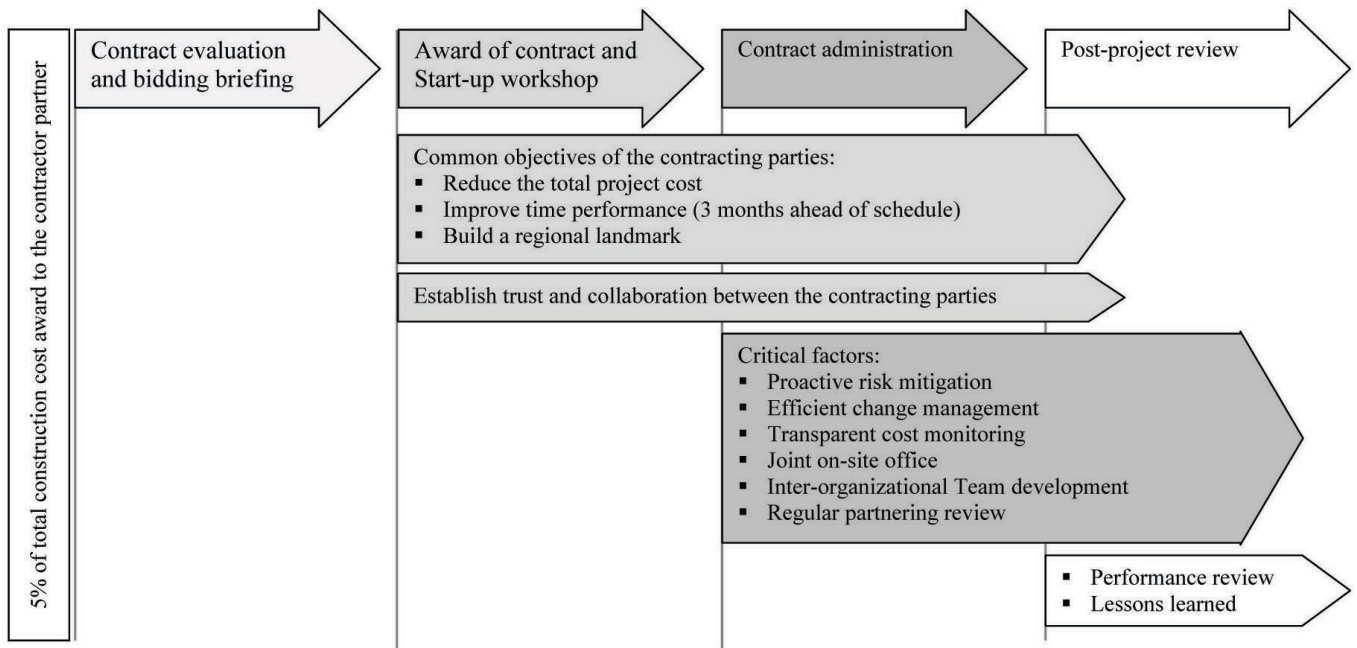 5% of total construction cost award to the contractor partner
Contract evaluation
and bidding briefing
Award of contract and
Start-up workshop
Contract administration
Post-project review
Common objectives of the contracting parties:
▪ Reduce the total project cost
▪ Improve time performance (3 months ahead of schedule)
▪ Build a regional landmark
Establish trust and collaboration between the contracting parties
Critical factors:
▪ Proactive risk mitigation
▪ Efficient change management
▪ Transparent cost monitoring
▪ Joint on-site office
▪ Inter-organizational Team development
▪ Regular partnering review
▪ Performance review
▪ Lessons learned